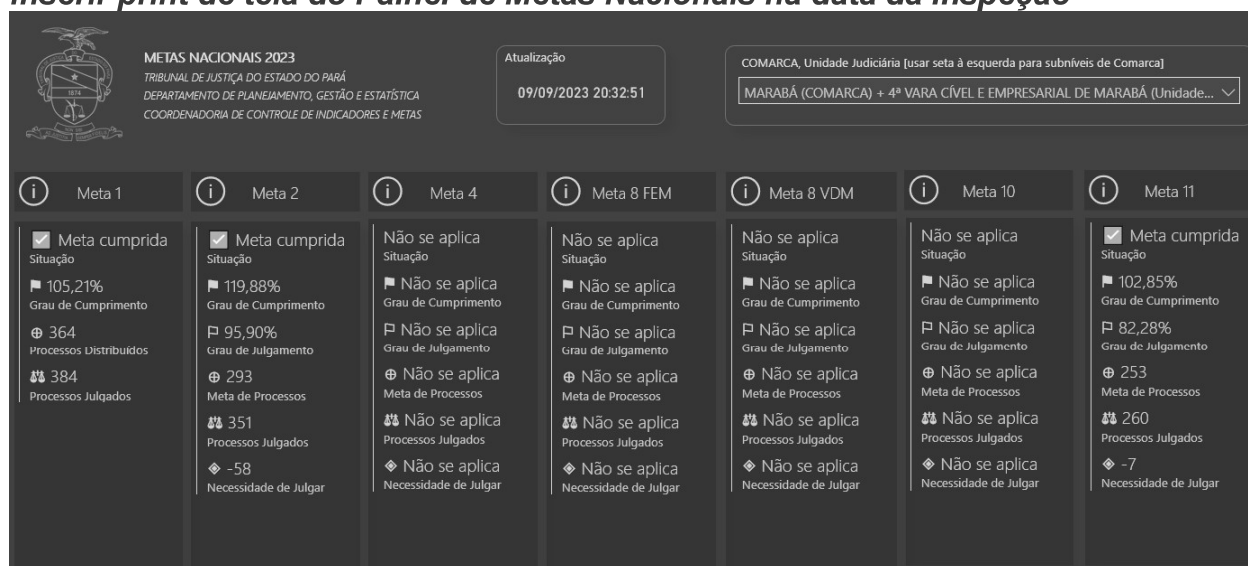 Inserir print de tela do Painel de Metas Nacionais na data da Inspeção
METAS NACIONAIS 2023
TRIBUNAL DE JUSTIÇA DO ESTADO DO PARÁ
DEPARTAMENTO DE PLANEJAMENTO, GESTÃO E ESTATÍSTICA
COORDENADORIA DE CONTROLE DE INDICADORES E METAS
Atualização
09/09/2023 20:32:51
COMARCA, Unidade Judiciária [usar seta à esquerda para subníveis de Comarca]
MARABÁ (COMARCA) + 4ª VARA CÍVEL E EMPRESARIAL DE MARABÁ (Unidade...
Meta 1
Meta cumprida
Situação
105,21%
Grau de Cumprimento
364
Processos Distribuídos
384
Processos Julgados
Meta 2
Meta cumprida
Situação
119,88%
Grau de Cumprimento
95,90%
Grau de Julgamento
293
Meta de Processos
351
Processos Julgados
-58
Necessidade de Julgar
Meta 4
Não se aplica
Situação
Não se aplica
Grau de Cumprimento
Não se aplica
Grau de Julgamento
Não se aplica
Meta de Processos
Não se aplica
Processos Julgados
Não se aplica
Necessidade de Julgar
Meta 8 FEM
Não se aplica
Situação
Não se aplica
Grau de Cumprimento
Não se aplica
Grau de Julgamento
Não se aplica
Meta de Processos
Não se aplica
Processos Julgados
Não se aplica
Necessidade de Julgar
Meta 8 VDM
Não se aplica
Situação
Não se aplica
Grau de Cumprimento
Não se aplica
Grau de Julgamento
Não se aplica
Meta de Processos
Não se aplica
Processos Julgados
Não se aplica
Necessidade de Julgar
Meta 10
Não se aplica
Situação
Não se aplica
Grau de Cumprimento
Não se aplica
Grau de Julgamento
Não se aplica
Meta de Processos
Não se aplica
Processos Julgados
Não se aplica
Necessidade de Julgar
Meta 11
Meta cumprida
Situação
102,85%
Grau de Cumprimento
82,28%
Grau de Julgamento
253
Meta de Processos
260
Processos Julgados
-7
Necessidade de Julgar